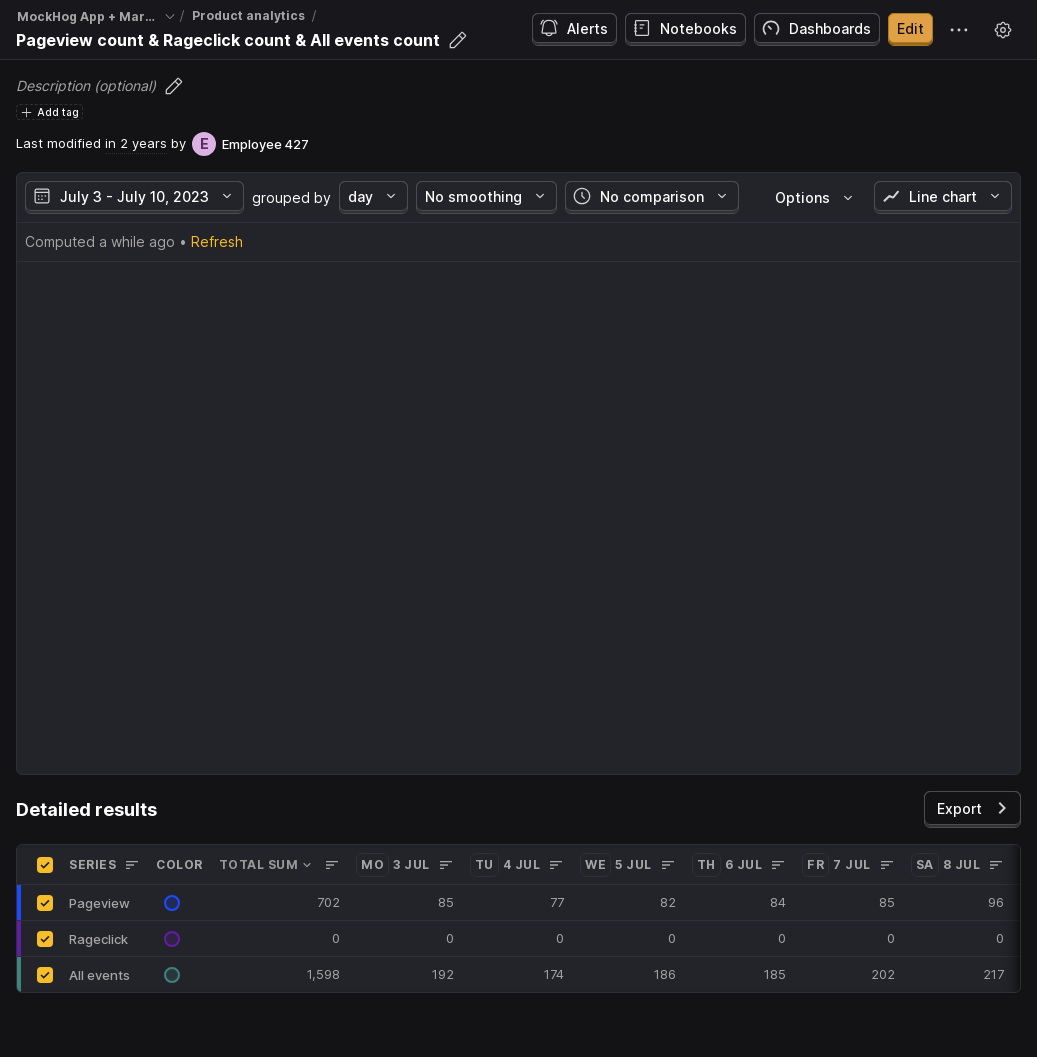 MockHog App + Mar... / Product analytics /
Pageview count & Rageclick count & All events count
Alerts Notebooks Dashboards Edit
Description (optional)
Add tag
Last modified in 2 years by E Employee 427
July 3 - July 10, 2023 grouped by day No smoothing No comparison Options Line chart
Computed a while ago • Refresh
Detailed results
Export
SERIES COLOR TOTAL SUM MO 3 JUL TU 4 JUL WE 5 JUL TH 6 JUL FR 7 JUL SA 8 JUL
Pageview 702 85 77 82 84 85 96
Rageclick 0 0 0 0 0 0 0
All events 1,598 192 174 186 185 202 217